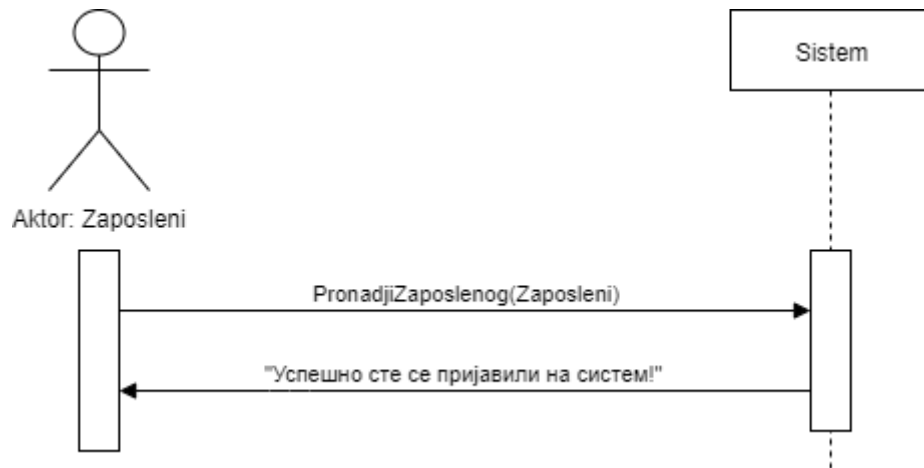 Sistem
Aktor: Zaposleni
PronadjiZaposlenog(Zaposleni)
"Успешно сте се пријавили на систем!"